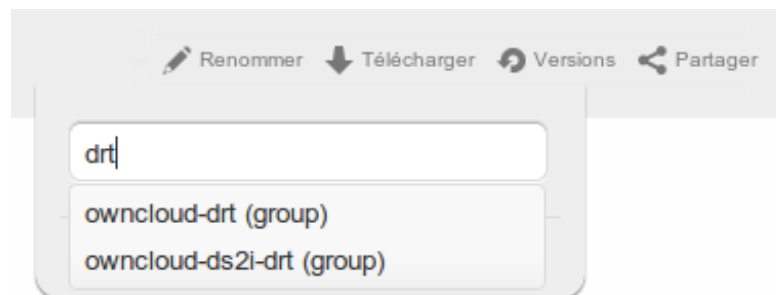 Renommer Télécharger Versions Partager
drt
owncloud-drt (group)
owncloud-ds2i-drt (group)